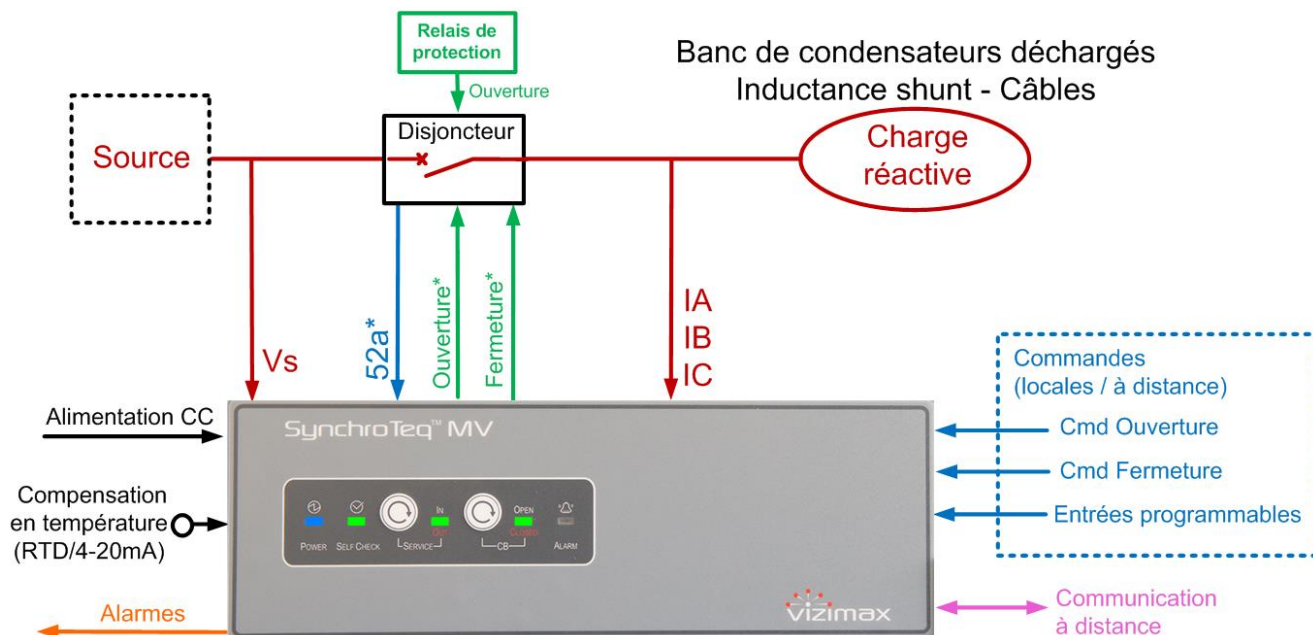 Relais de
protection
Ouverture
Banc de condensateurs déchargés
Inductance shunt - Câbles
Source
Disjoncteur
Charge
réactive
Vs
52a*
Ouverture*
Fermeture*
IA
IB
IC
Commandes
(locales / à distance)
Cmd Ouverture
Cmd Fermeture
Entrées programmables
Alimentation CC
Compensation
en température
(RTD/4-20mA)
Alarmes
SynchroTeq™ MV
IN
OUT
OPEN
CLOSED
POWER
SELF CHECK
SERVICE
CB
ALARM
vizimax
Communication
à distance